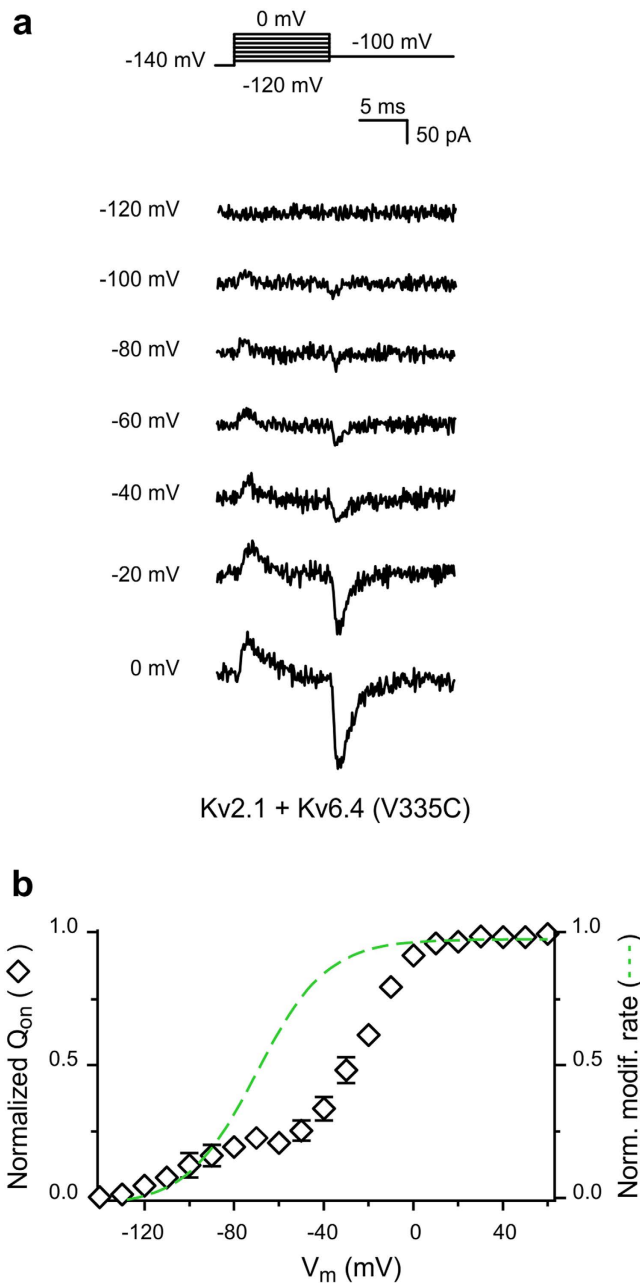 a
0 mV
-140 mV
-100 mV
-120 mV
5 ms
50 pA
-120 mV
-100 mV
-80 mV
-60 mV
-40 mV
-20 mV
0 mV
Kv2.1 + Kv6.4 (V335C)
b
1.0
0.5
0.0
Normalized Qon ( )
1.0
0.5
0.0
Norm. modif. rate ( )
-120 -80 -40 0 40
Vm (mV)